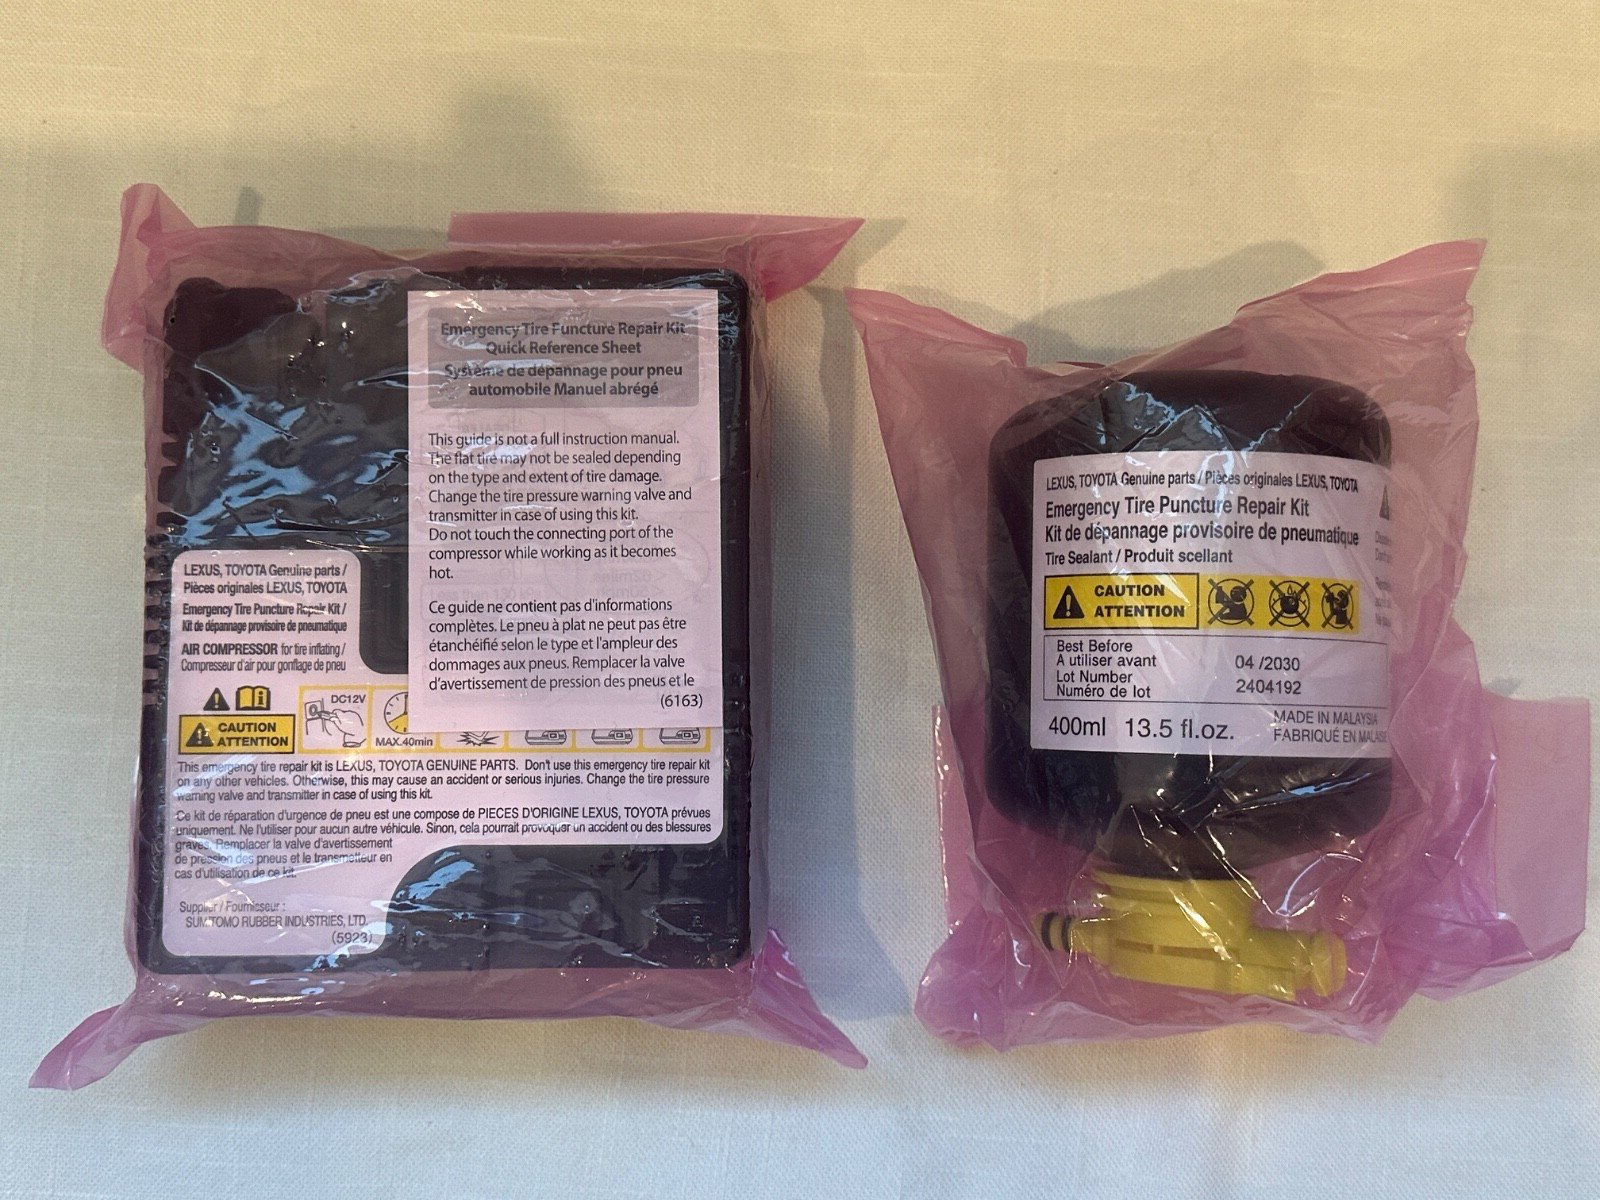 Emergency Tire Puncture Repair Kit
Quick Reference Sheet
Système de dépannage pour pneu
automobile Manuel abrégé
This guide is not a full instruction manual.
The flat tire may not be sealed depending
on the type and extent of tire damage.
Change the tire pressure warning valve and
transmitter in case of using this kit.
Do not touch the connecting port of the
compressor while working as it becomes
hot.
Ce guide ne contient pas d'informations
complètes. Le pneu à plat ne peut pas être
étanchéifié selon le type et l'ampleur des
dommages aux pneus. Remplacer la valve
d'avertissement de pression des pneus et le
(6163)
LEXUS, TOYOTA Genuine parts /
Pièces originales LEXUS, TOYOTA
Emergency Tire Puncture Repair Kit /
Kit de dépannage provisoire de pneumatique
AIR COMPRESSOR for tire inflating /
Compresseur d'air pour gonflage de pneu
CAUTION
ATTENTION
DC12V
MAX.40min
This emergency tire repair kit is LEXUS, TOYOTA GENUINE PARTS. Don't use this emergency tire repair kit
on any other vehicles. Otherwise, this may cause an accident or serious injuries. Change the tire pressure
warning valve and transmitter in case of using this kit.
Ce kit de réparation d'urgence de pneu est une compose de PIECES D'ORIGINE LEXUS, TOYOTA prévues
uniquement. Ne l'utiliser pour aucun autre véhicule. Sinon, cela pourrait provoquer un accident ou des blessures
graves. Remplacer la valve d'avertissement
de pression des pneus et le transmetteur en
cas d'utilisation de ce kit.
Supplier / Fournisseur :
SUMITOMO RUBBER INDUSTRIES, LTD.
(5923)
LEXUS, TOYOTA Genuine parts / Pièces originales LEXUS, TOYOTA
Emergency Tire Puncture Repair Kit
Kit de dépannage provisoire de pneumatique
Tire Sealant / Produit scellant
CAUTION
ATTENTION
Best Before
A utiliser avant
04 /2030
Lot Number
Numéro de lot
2404192
400ml 13.5 fl.oz.
MADE IN MALAYSIA
FABRIQUÉ EN MALAISIE